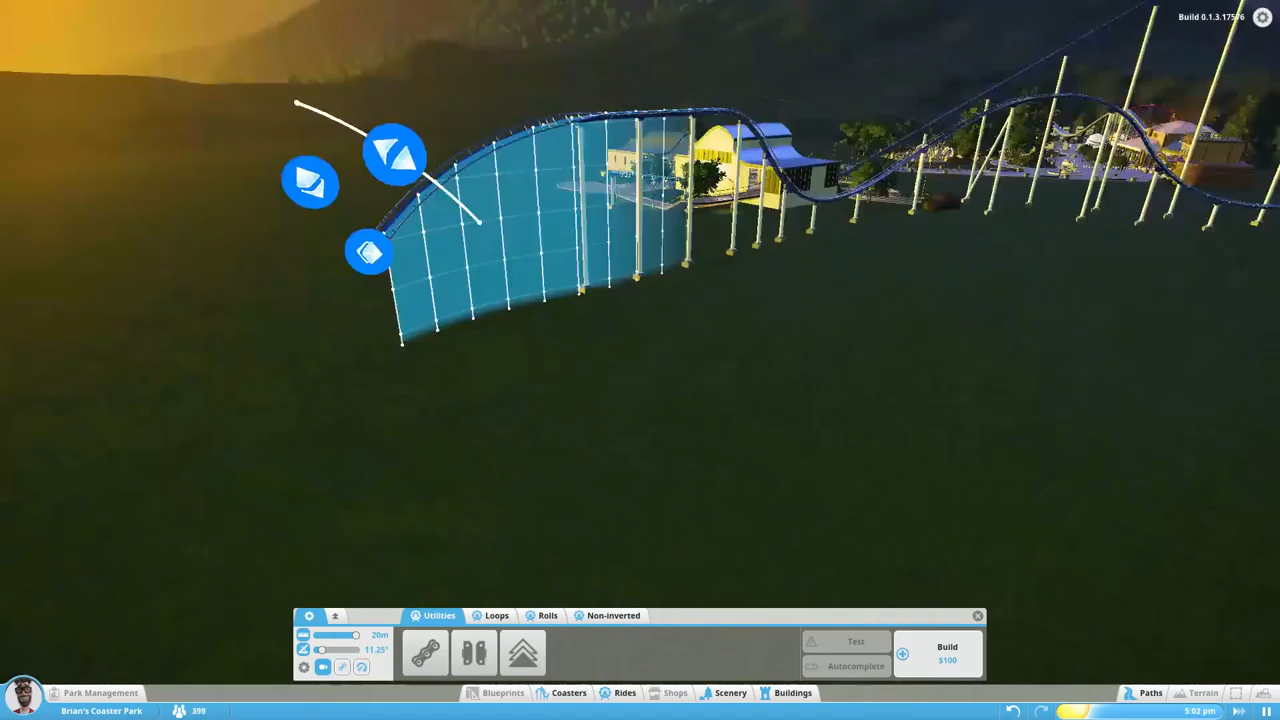 Build 0.1.3.17576
Utilities
Loops
Rolls
Non-inverted
20m
11.25°
Test
Autocomplete
Build
$100
Park Management
Blueprints
Coasters
Rides
Shops
Scenery
Buildings
Paths
Terrain
Brian's Coaster Park
399
5:02 pm